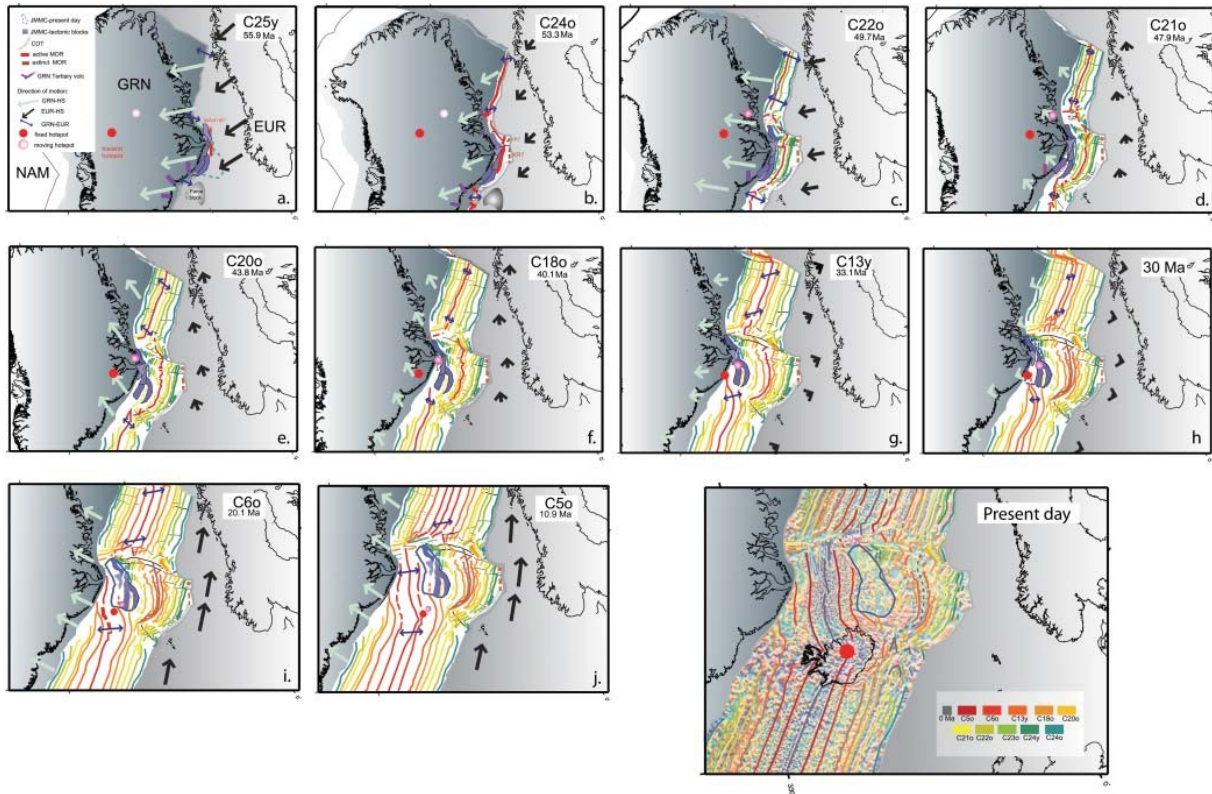 JMMC-present day
JMMC-tectonic blocks
COT
active MOR
extinct MOR
GRN Tertiary volc
Direction of motion:
GRN-HS
EUR-HS
GRN-EUR
fixed hotspot
moving hotspot
GRN
EUR
NAM
hotspot
C25y
55.9 Ma
a.
C24o
53.3 Ma
b.
C22o
49.7 Ma
c.
C21o
47.9 Ma
d.
C20o
43.8 Ma
e.
C18o
40.1 Ma
f.
C13y
33.1 Ma
g.
30 Ma
h
C6o
20.1 Ma
i.
C5o
10.9 Ma
j.
Present day
0 Ma C5o C6o C13y C18o C20o
C21o C22o C23o C24y C24o